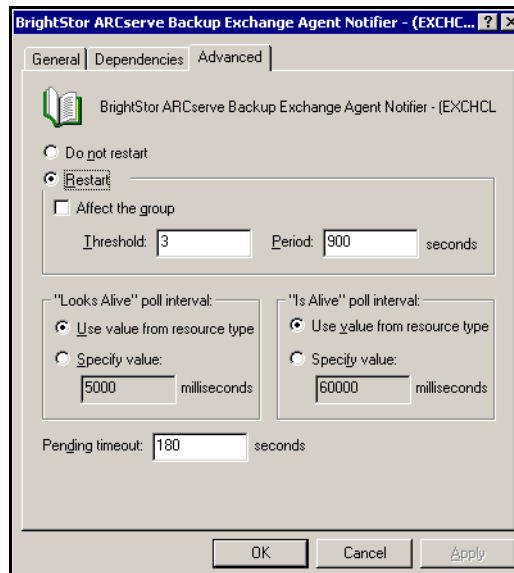 BrightStor ARCserve Backup Exchange Agent Notifier - (EXCHC...
General Dependencies Advanced
BrightStor ARCserve Backup Exchange Agent Notifier - (EXCHCL
Do not restart
Restart
Affect the group
Threshold: 3 Period: 900 seconds
"Looks Alive" poll interval: "Is Alive" poll interval:
Use value from resource type Use value from resource type
Specify value: Specify value:
5000 milliseconds 60000 milliseconds
Pending timeout: 180 seconds
OK Cancel Apply